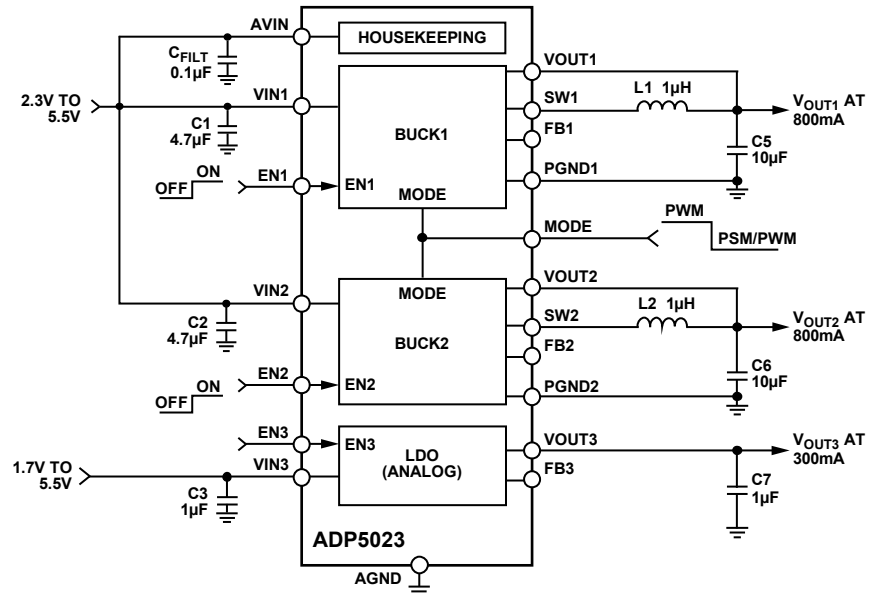 AVIN
HOUSEKEEPING
CFILT
0.1µF
VOUT1
L1 1µH
2.3V TO
5.5V
VIN1
SW1
VOUT1 AT
800mA
C1
4.7µF
BUCK1
FB1
C5
10µF
ON
OFF
EN1
EN1
PGND1
MODE
PWM
MODE
PSM/PWM
VOUT2
VIN2
MODE
L2 1µH
C2
4.7µF
SW2
VOUT2 AT
800mA
BUCK2
FB2
ON
OFF
EN2
EN2
C6
10µF
PGND2
EN3
EN3
VOUT3
VOUT3 AT
300mA
LDO
(ANALOG)
1.7V TO
5.5V
VIN3
FB3
C3
1µF
C7
1µF
ADP5023
AGND